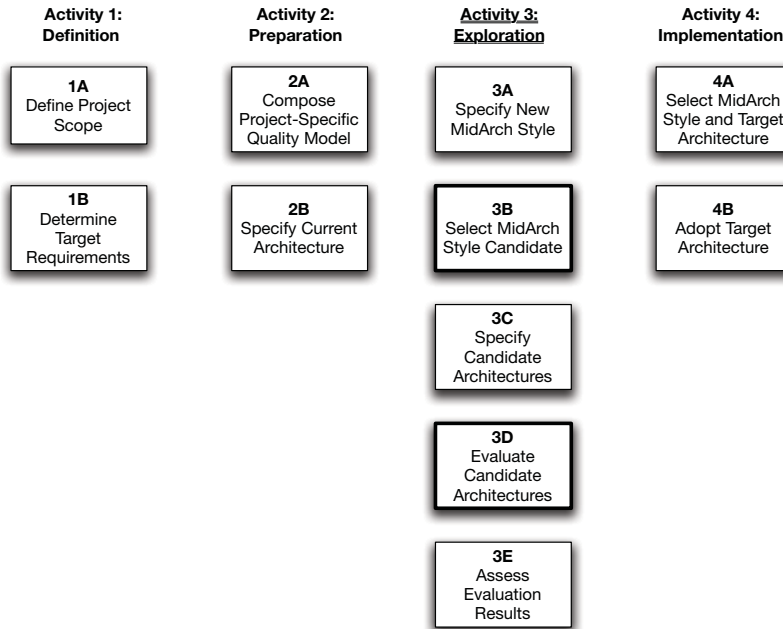 Activity 1:
Definition
1A
Define Project
Scope
1B
Determine
Target
Requirements
Activity 2:
Preparation
2A
Compose
Project-Specific
Quality Model
2B
Specify Current
Architecture
Activity 3:
Exploration
3A
Specify New
MidArch Style
3B
Select MidArch
Style Candidate
3C
Specify
Candidate
Architectures
3D
Evaluate
Candidate
Architectures
3E
Assess
Evaluation
Results
Activity 4:
Implementation
4A
Select MidArch
Style and Target
Architecture
4B
Adopt Target
Architecture